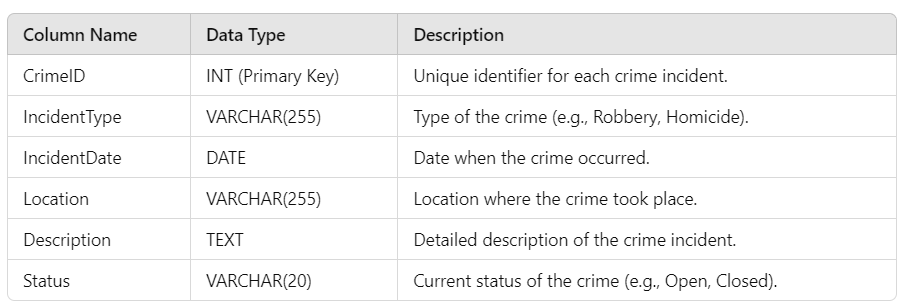 Column Name Data Type Description
CrimeID INT (Primary Key) Unique identifier for each crime incident.
IncidentType VARCHAR(255) Type of the crime (e.g., Robbery, Homicide).
IncidentDate DATE Date when the crime occurred.
Location VARCHAR(255) Location where the crime took place.
Description TEXT Detailed description of the crime incident.
Status VARCHAR(20) Current status of the crime (e.g., Open, Closed).